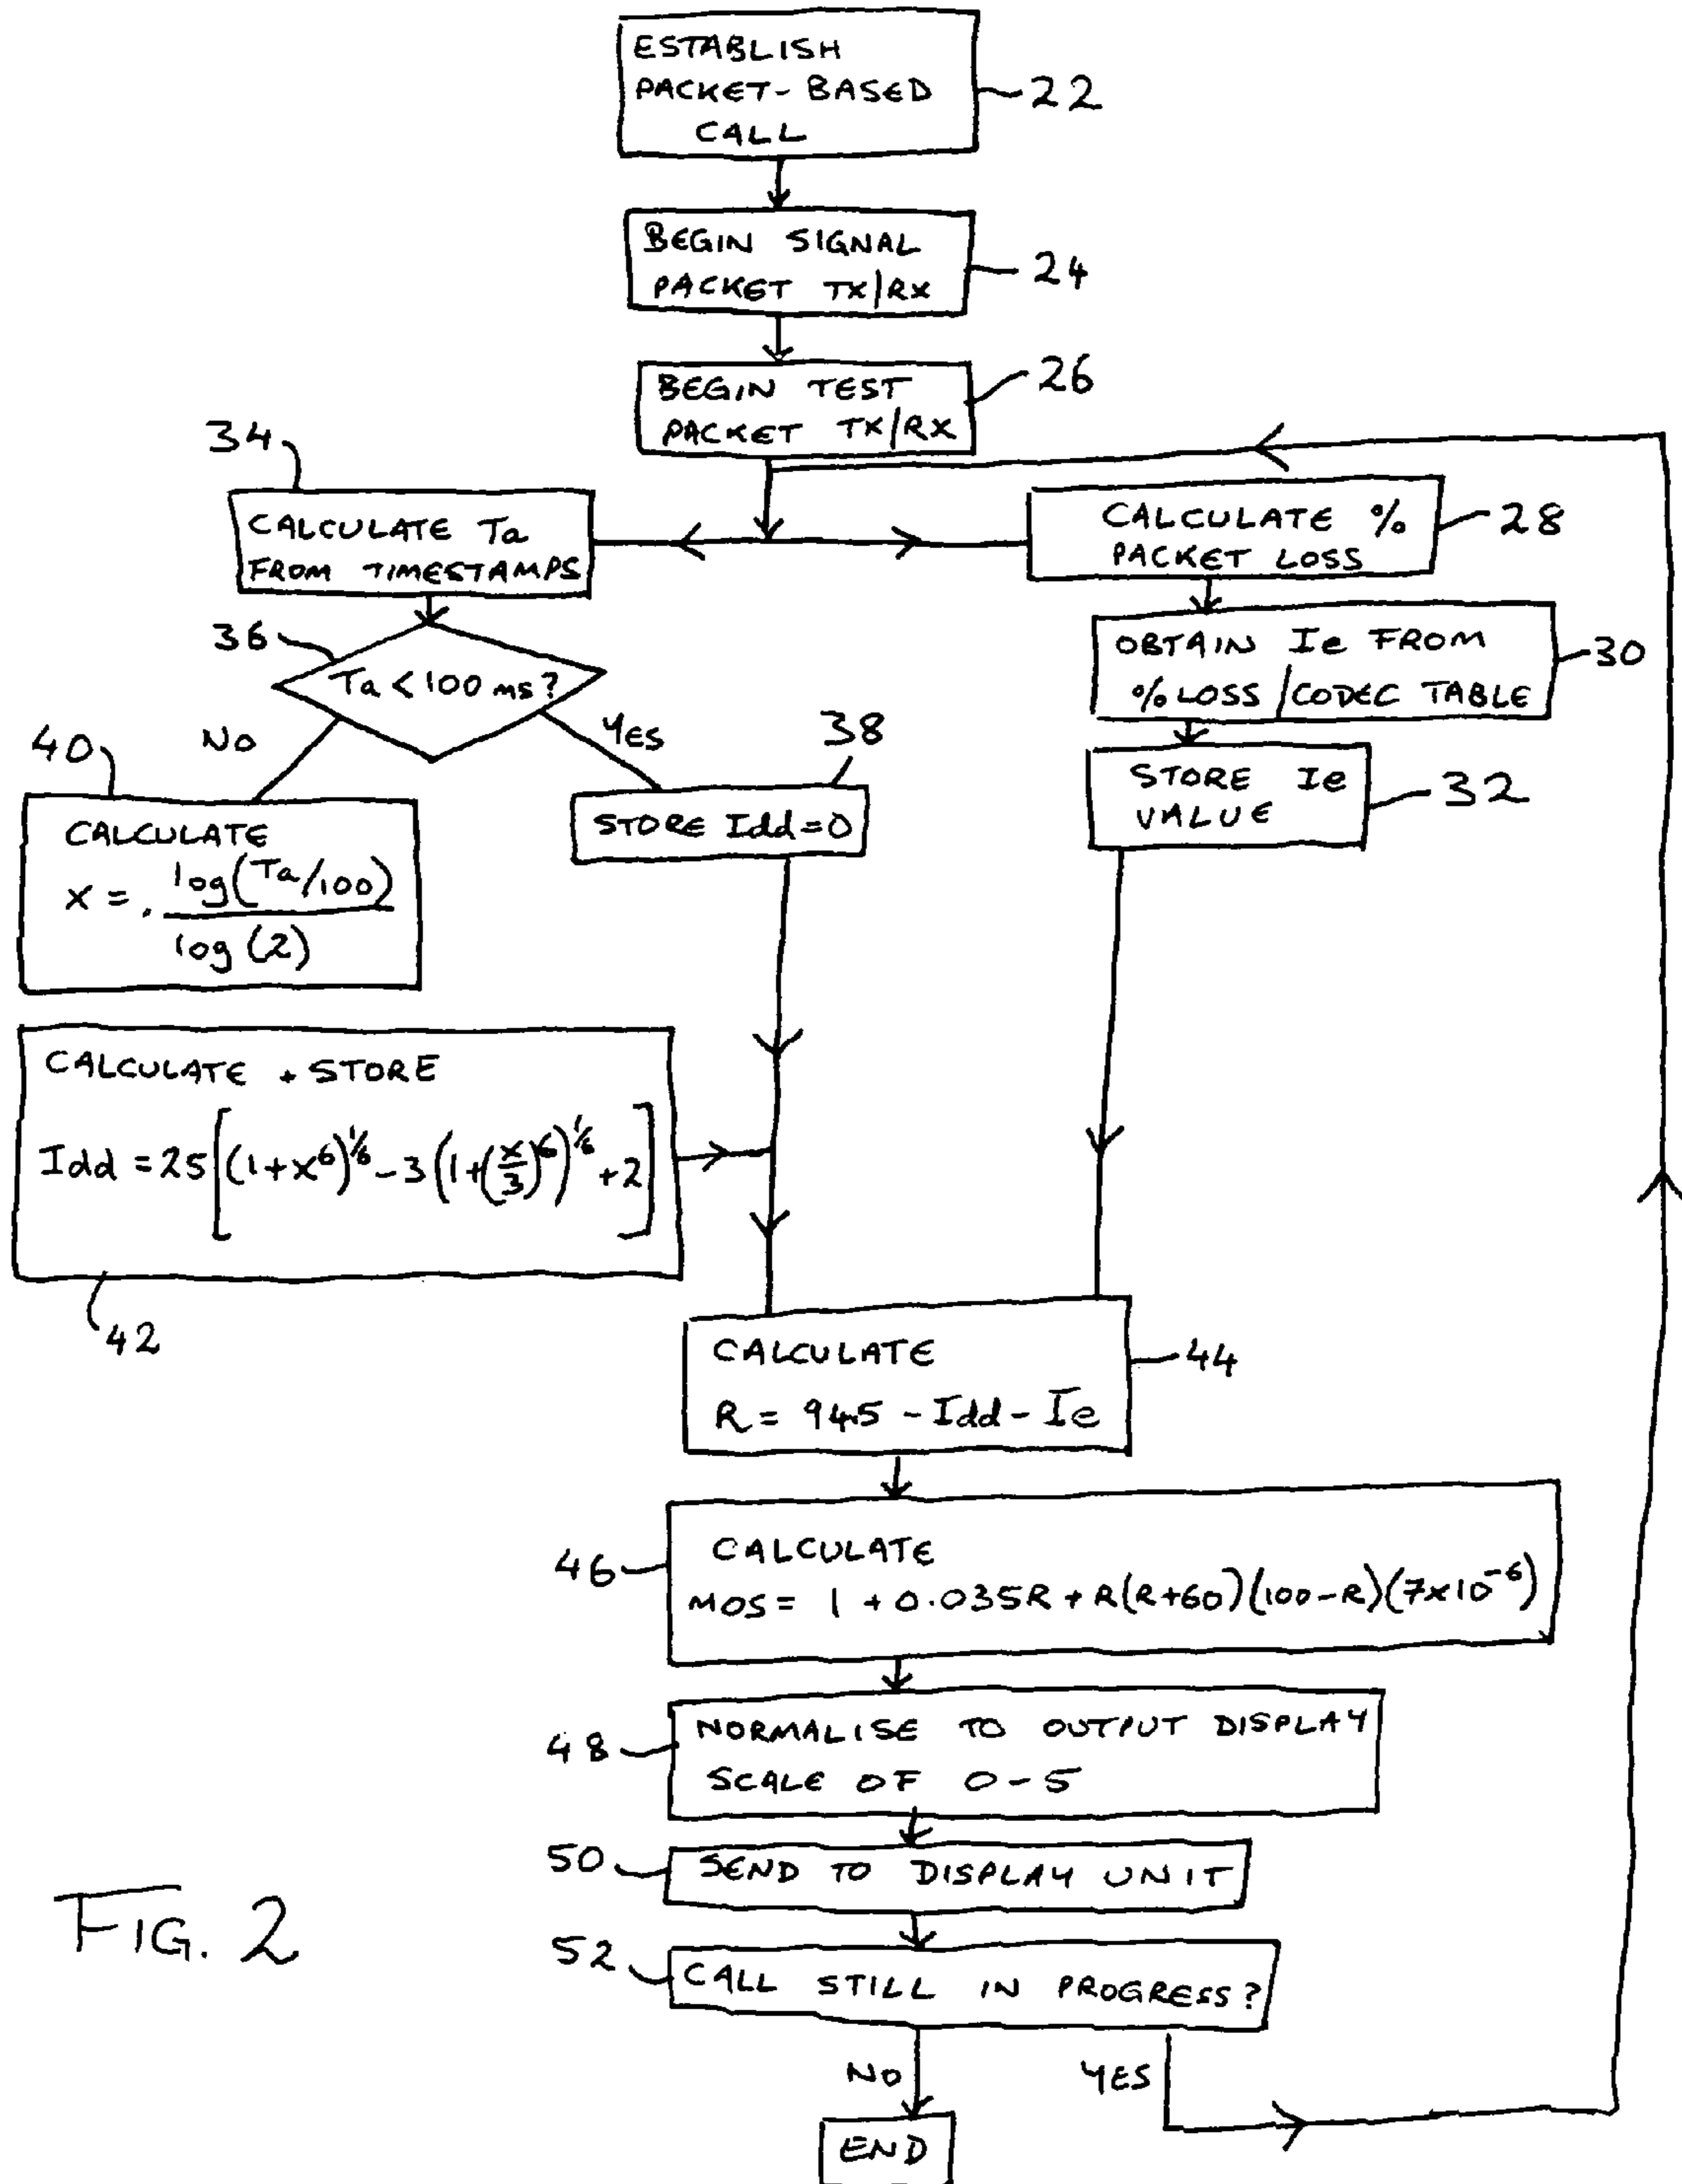 ESTABLISH
PACKET-BASED
CALL
22
BEGIN SIGNAL
PACKET TX/RX
24
BEGIN TEST
PACKET TX/RX
26
34
CALCULATE Ta
FROM TIMESTAMPS
CALCULATE %
PACKET LOSS
28
36
Ta < 100 ms?
OBTAIN Ie FROM
% LOSS / CODEC TABLE
30
NO
YES
40
CALCULATE
x = . log(Ta/100)
log (2)
38
STORE Idd = 0
STORE Ie
VALUE
32
CALCULATE + STORE
Idd = 25[(1+x^6)^1/6 - 3(1+(x/3)^6)^1/6 + 2]
42
CALCULATE
R = 94.5 - Idd - Ie
44
46
CALCULATE
MOS = 1 + 0.035R + R(R+60)(100-R)(7x10^-6)
48
NORMALISE TO OUTPUT DISPLAY
SCALE OF 0-5
50
SEND TO DISPLAY UNIT
52
CALL STILL IN PROGRESS?
NO
YES
END
FIG. 2